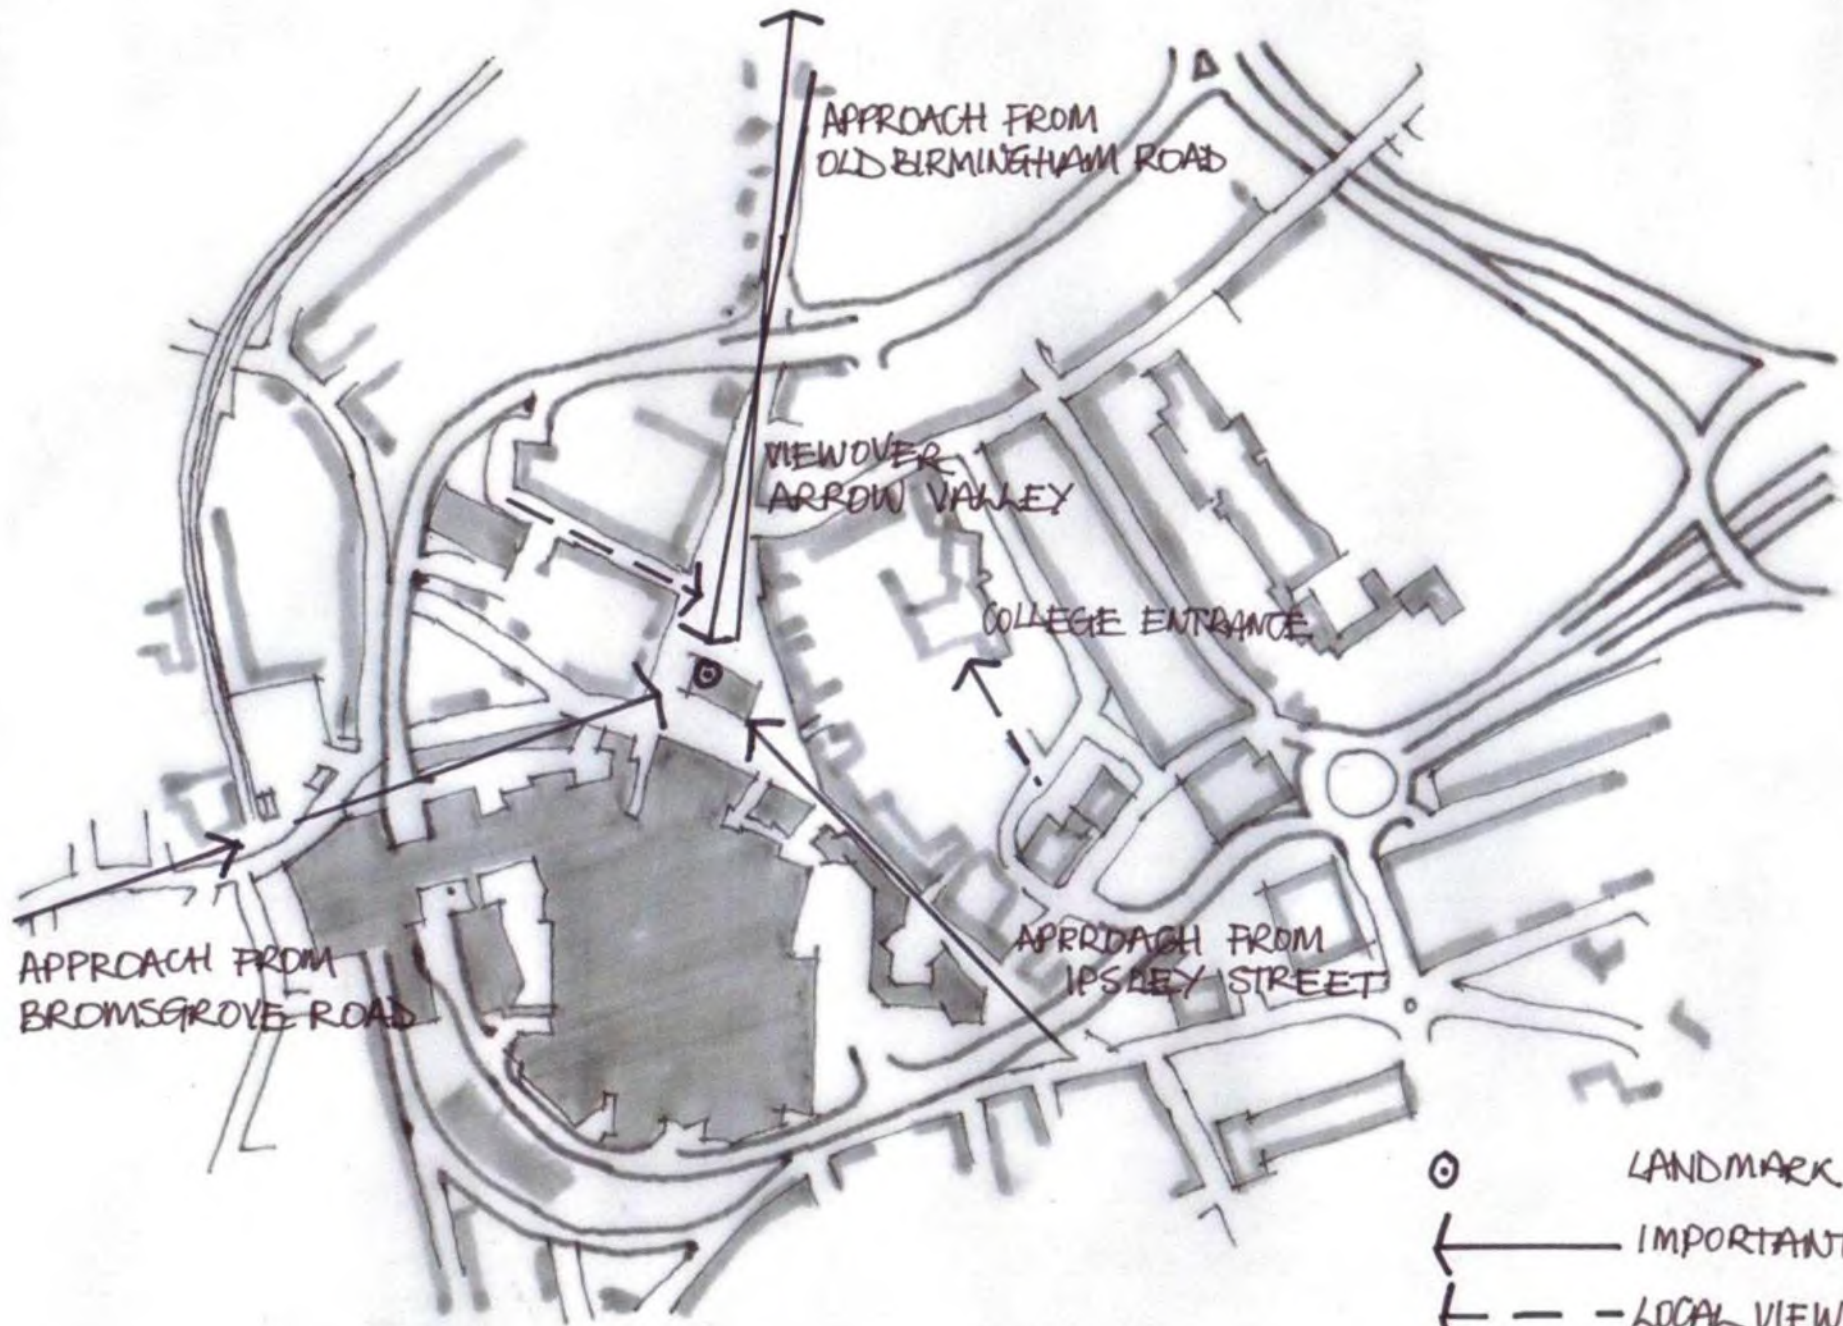 APPROACH FROM
OLD BIRMINGHAM ROAD
VIEW OVER
ARROW VALLEY
COLLEGE ENTRANCE
APPROACH FROM
IPSLEY STREET
APPROACH FROM
BROMSGROVE ROAD
LANDMARK
IMPORTANT
LOCAL VIEW